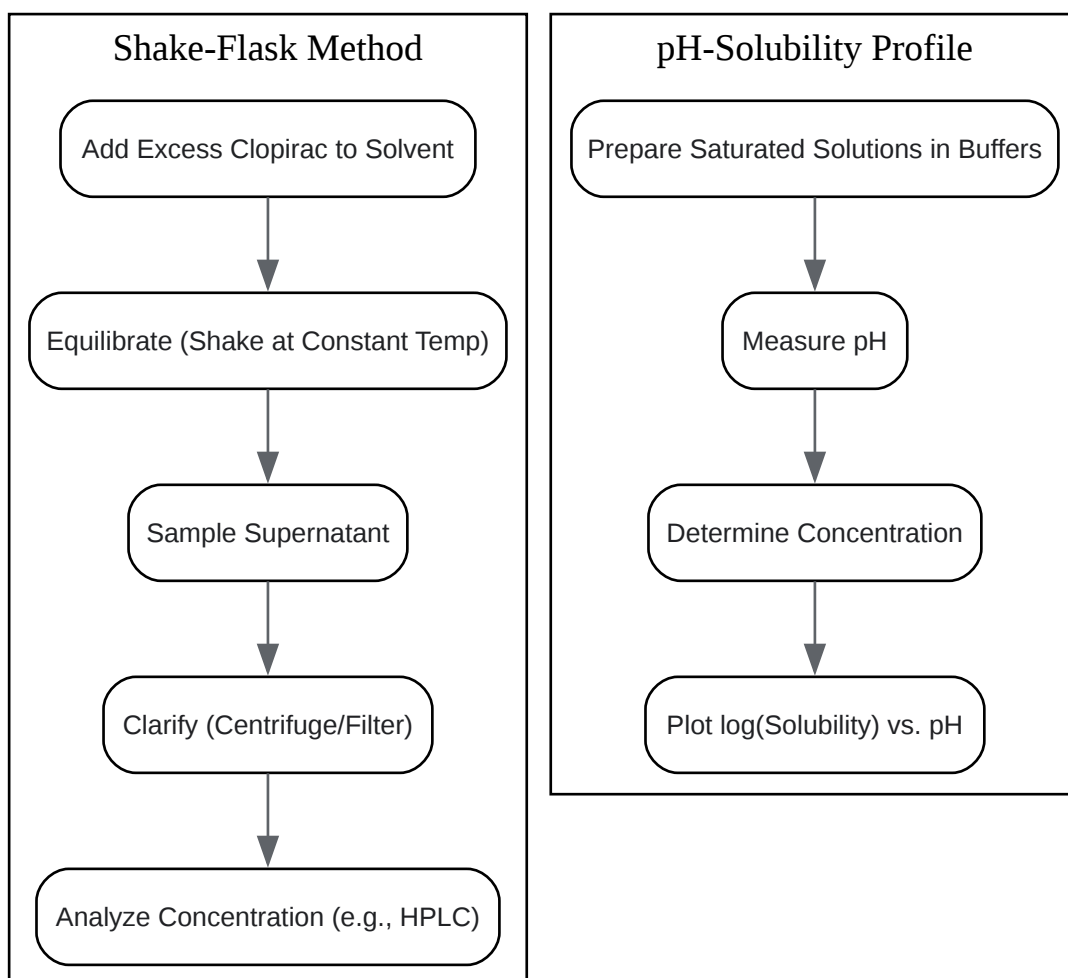 Shake-Flask Method
Add Excess Clopirac to Solvent
Equilibrate (Shake at Constant Temp)
Sample Supernatant
Clarify (Centrifuge/Filter)
Analyze Concentration (e.g., HPLC)
pH-Solubility Profile
Prepare Saturated Solutions in Buffers
Measure pH
Determine Concentration
Plot log(Solubility) vs. pH